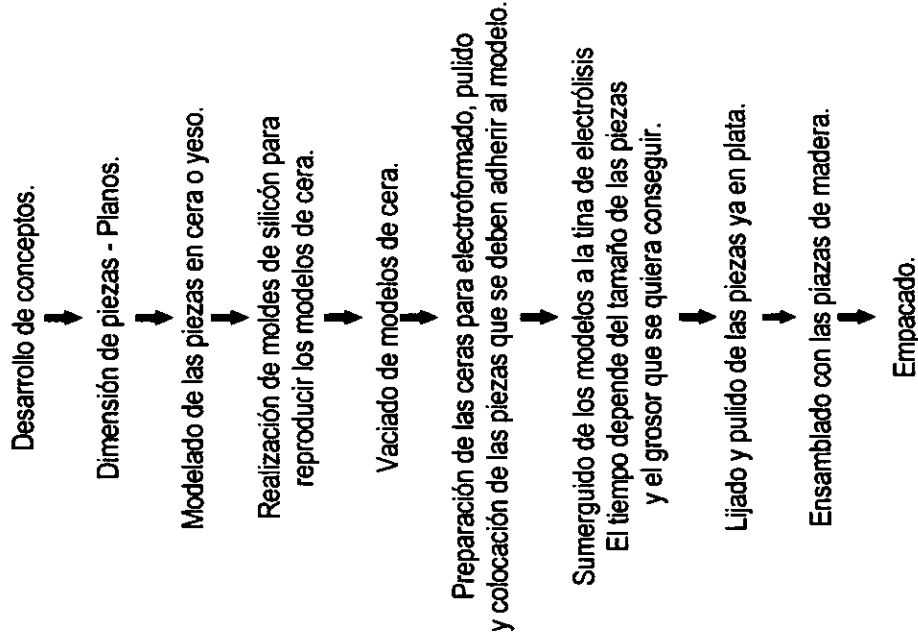 Desarrollo de conceptos.
Dimensión de piezas - Planos.
Modelado de las piezas en cera o yeso.
Realización de moldes de silicón para
reproducir los modelos de cera.
Vaciado de modelos de cera.
Preparación de las ceras para electroformado, pulido
y colocación de las piezas que se deben adherir al modelo.
Sumerguido de los modelos a la tina de electrólisis
El tiempo depende del tamaño de las piezas
y el grosor que se quiera conseguir.
Lijado y pulido de las piezas ya en plata.
Ensamblado con las piazas de madera.
Empacado.